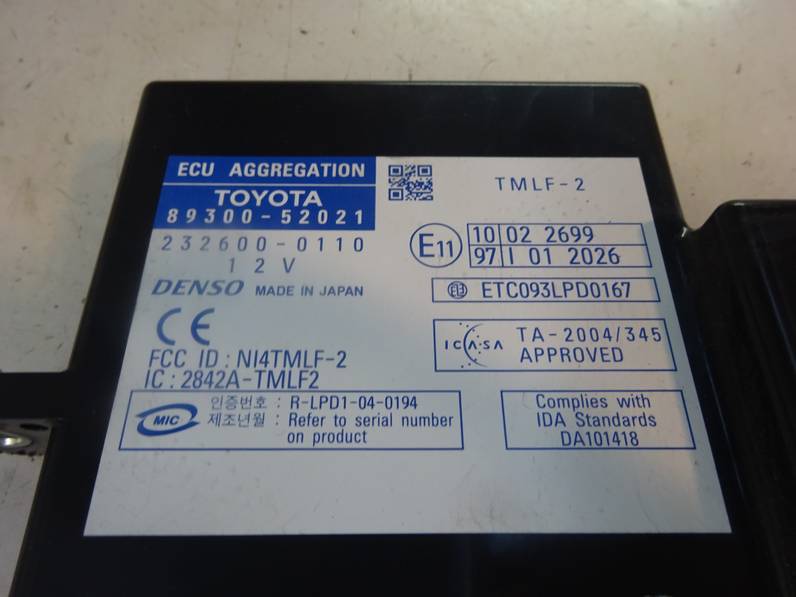 ECU AGGREGATION
TOYOTA
89300-52021
TMLF-2
232600-0110
12V
DENSO MADE IN JAPAN
E11
10 02 2699
97 I 01 2026
ETC093LPD0167
CE
ICASA TA-2004/345
APPROVED
FCC ID : NI4TMLF-2
IC : 2842A-TMLF2
MIC
인증번호 : R-LPD1-04-0194
제조년월 : Refer to serial number
on product
Complies with
IDA Standards
DA101418